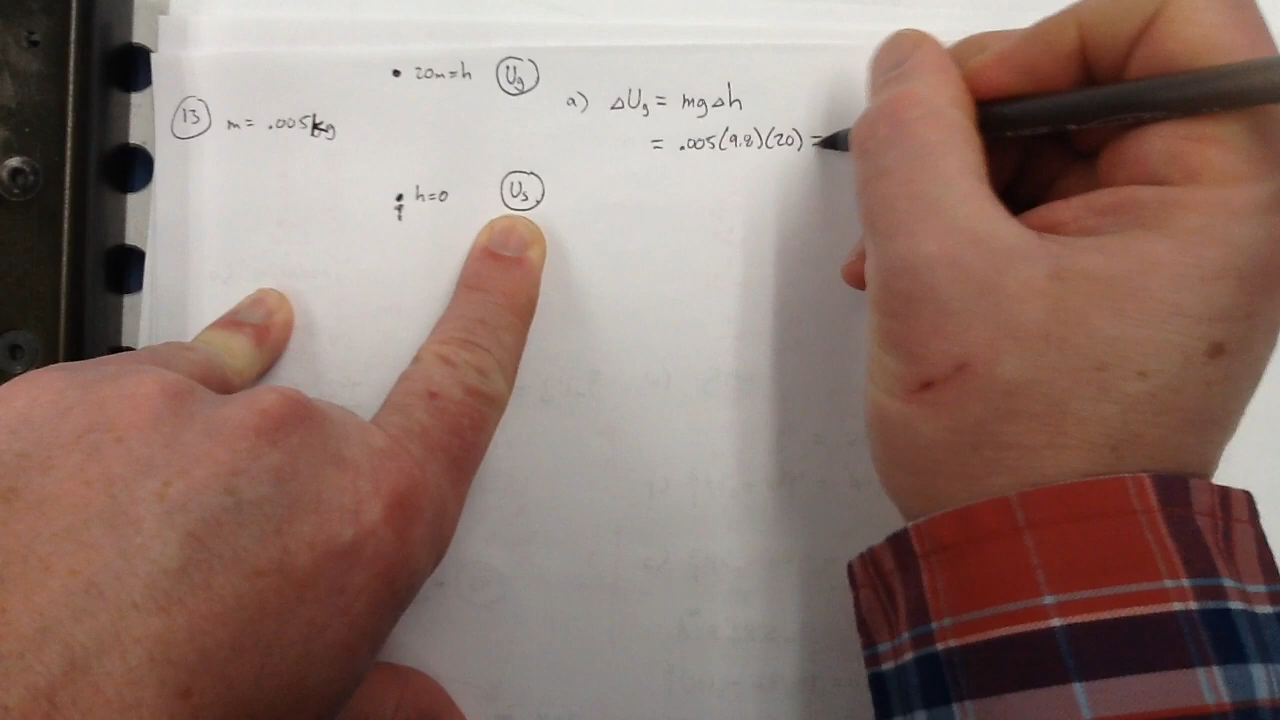 20m=h Ug
13 m= .005kg
a) ΔUg = mgΔh
= .005(9.8)(20) =
h=0 Us